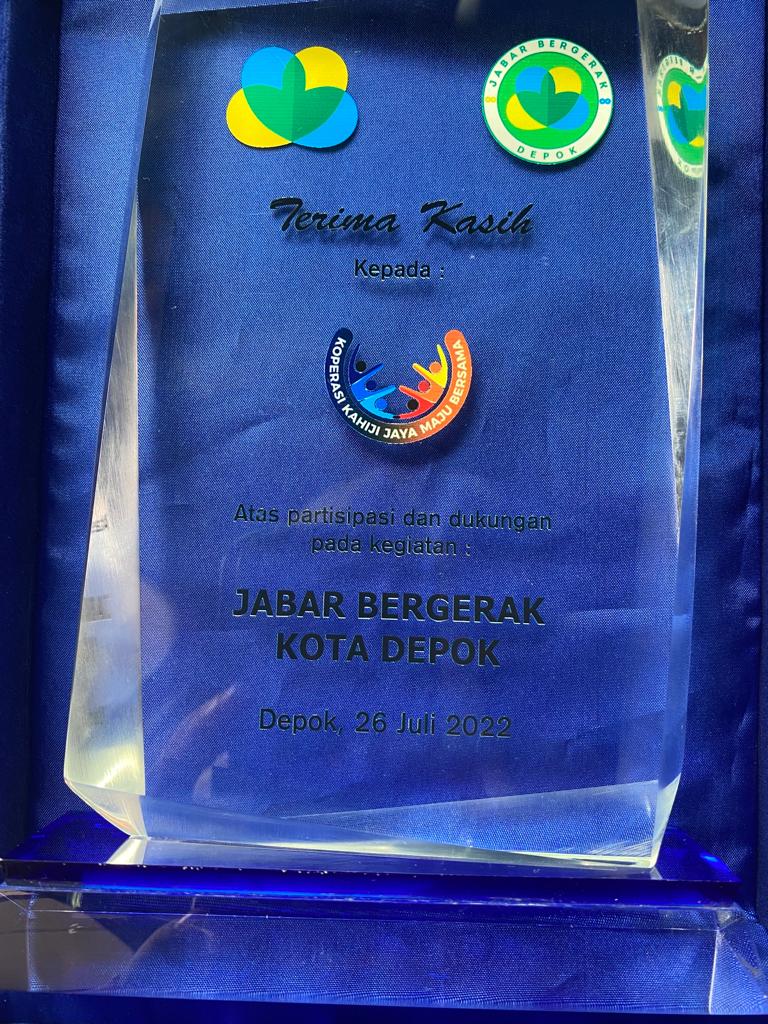 JABAR BERGERAK
DEPOK
Terima Kasih
Kepada :
KOPERASI KAHIJI JAYA MAJU BERSAMA
Atas partisipasi dan dukungan
pada kegiatan :
JABAR BERGERAK
KOTA DEPOK
Depok, 26 Juli 2022